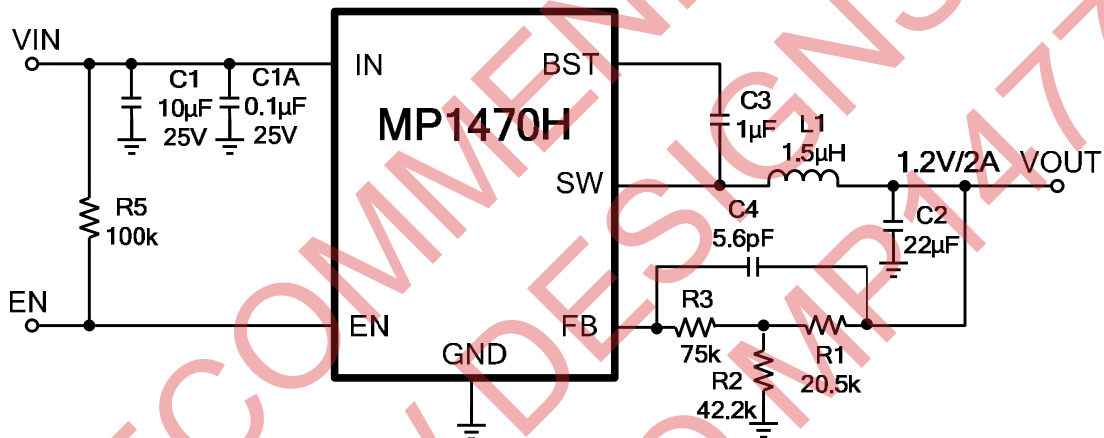 VIN
C1
10µF
25V
C1A
0.1µF
25V
IN
BST
MP1470H
C3
1µF
L1
1.5µH
SW
1.2V/2A
VOUT
C4
5.6pF
C2
22µF
R5
100k
EN
EN
FB
R3
75k
R1
20.5k
R2
42.2k
GND